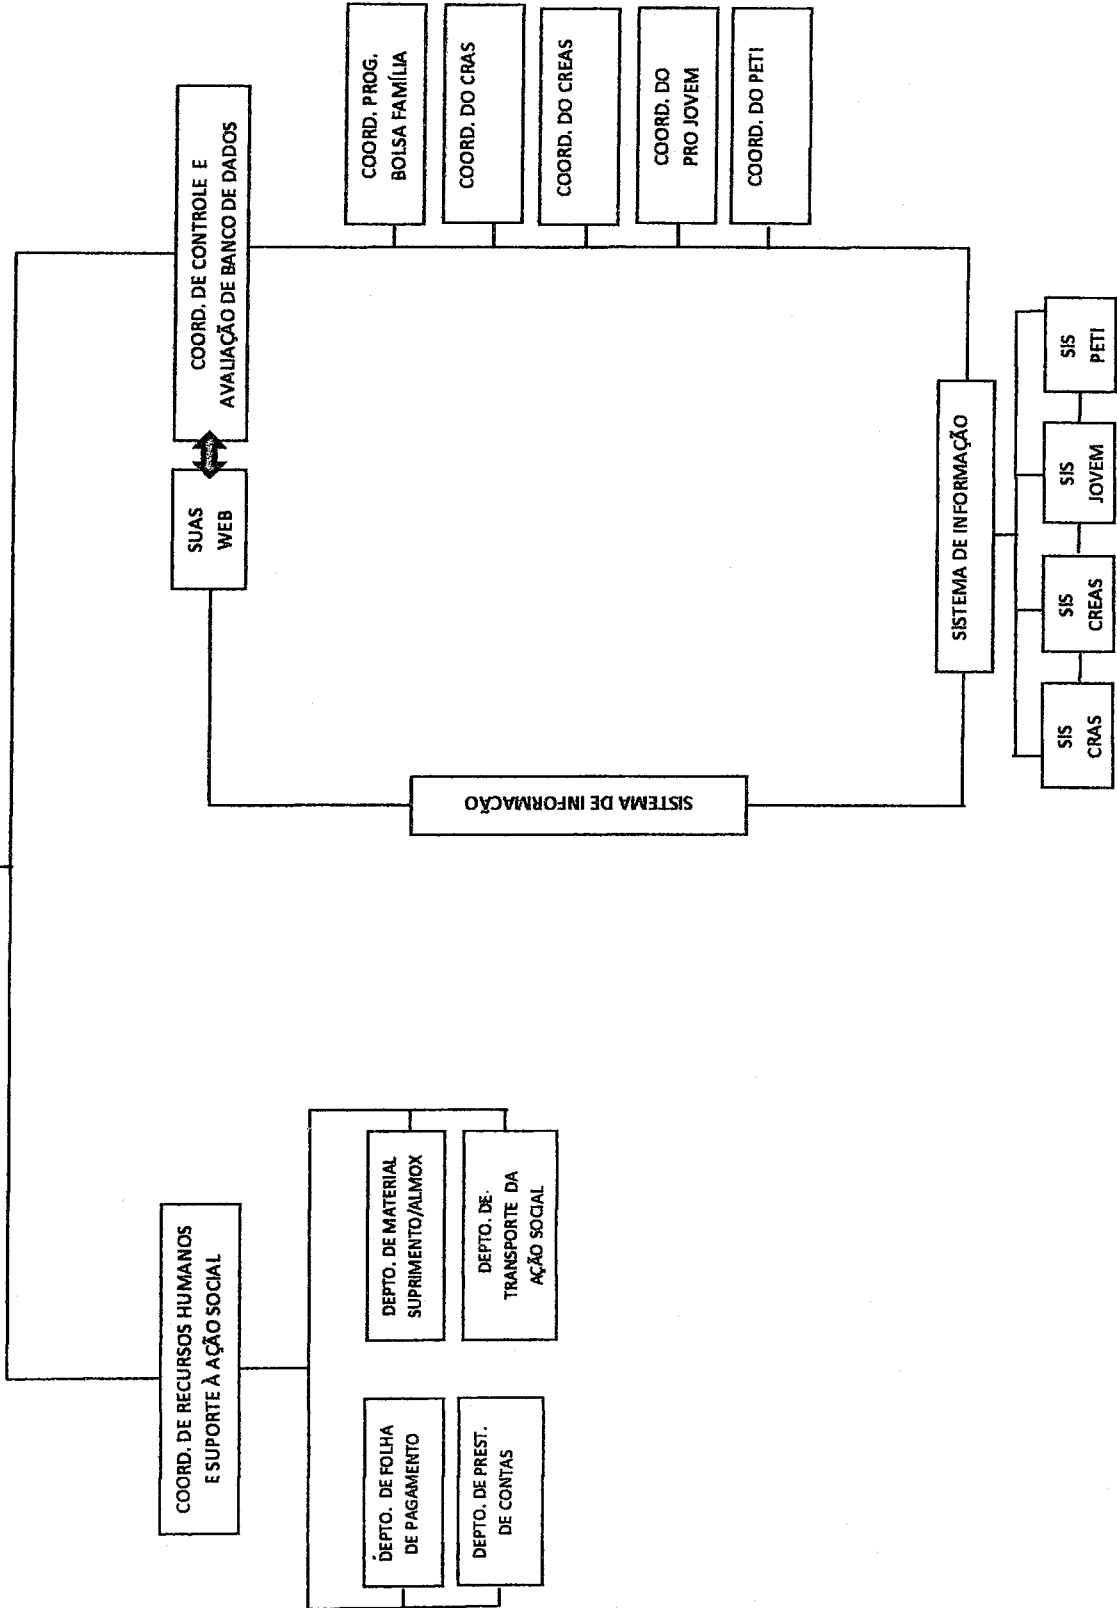 COORD. DE RECURSOS HUMANOS
E SUPORTE À AÇÃO SOCIAL
DEPTO. DE FOLHA
DE PAGAMENTO
DEPTO. DE PREST.
DE CONTAS
DEPTO. DE MATERIAL
SUPRIMENTO/ALMOX
DEPTO. DE
TRANSPORTE DA
AÇÃO SOCIAL
SUAS
WEB
COORD. DE CONTROLE E
AVALIAÇÃO DE BANCO DE DADOS
COORD. PROG.
BOLSA FAMÍLIA
COORD. DO CRAS
COORD. DO CREAS
COORD. DO
PRO JOVEM
COORD. DO PETI
SISTEMA DE INFORMAÇÃO
SISTEMA DE INFORMAÇÃO
SIS
CRAS
SIS
CREAS
SIS
JOVEM
SIS
PETI